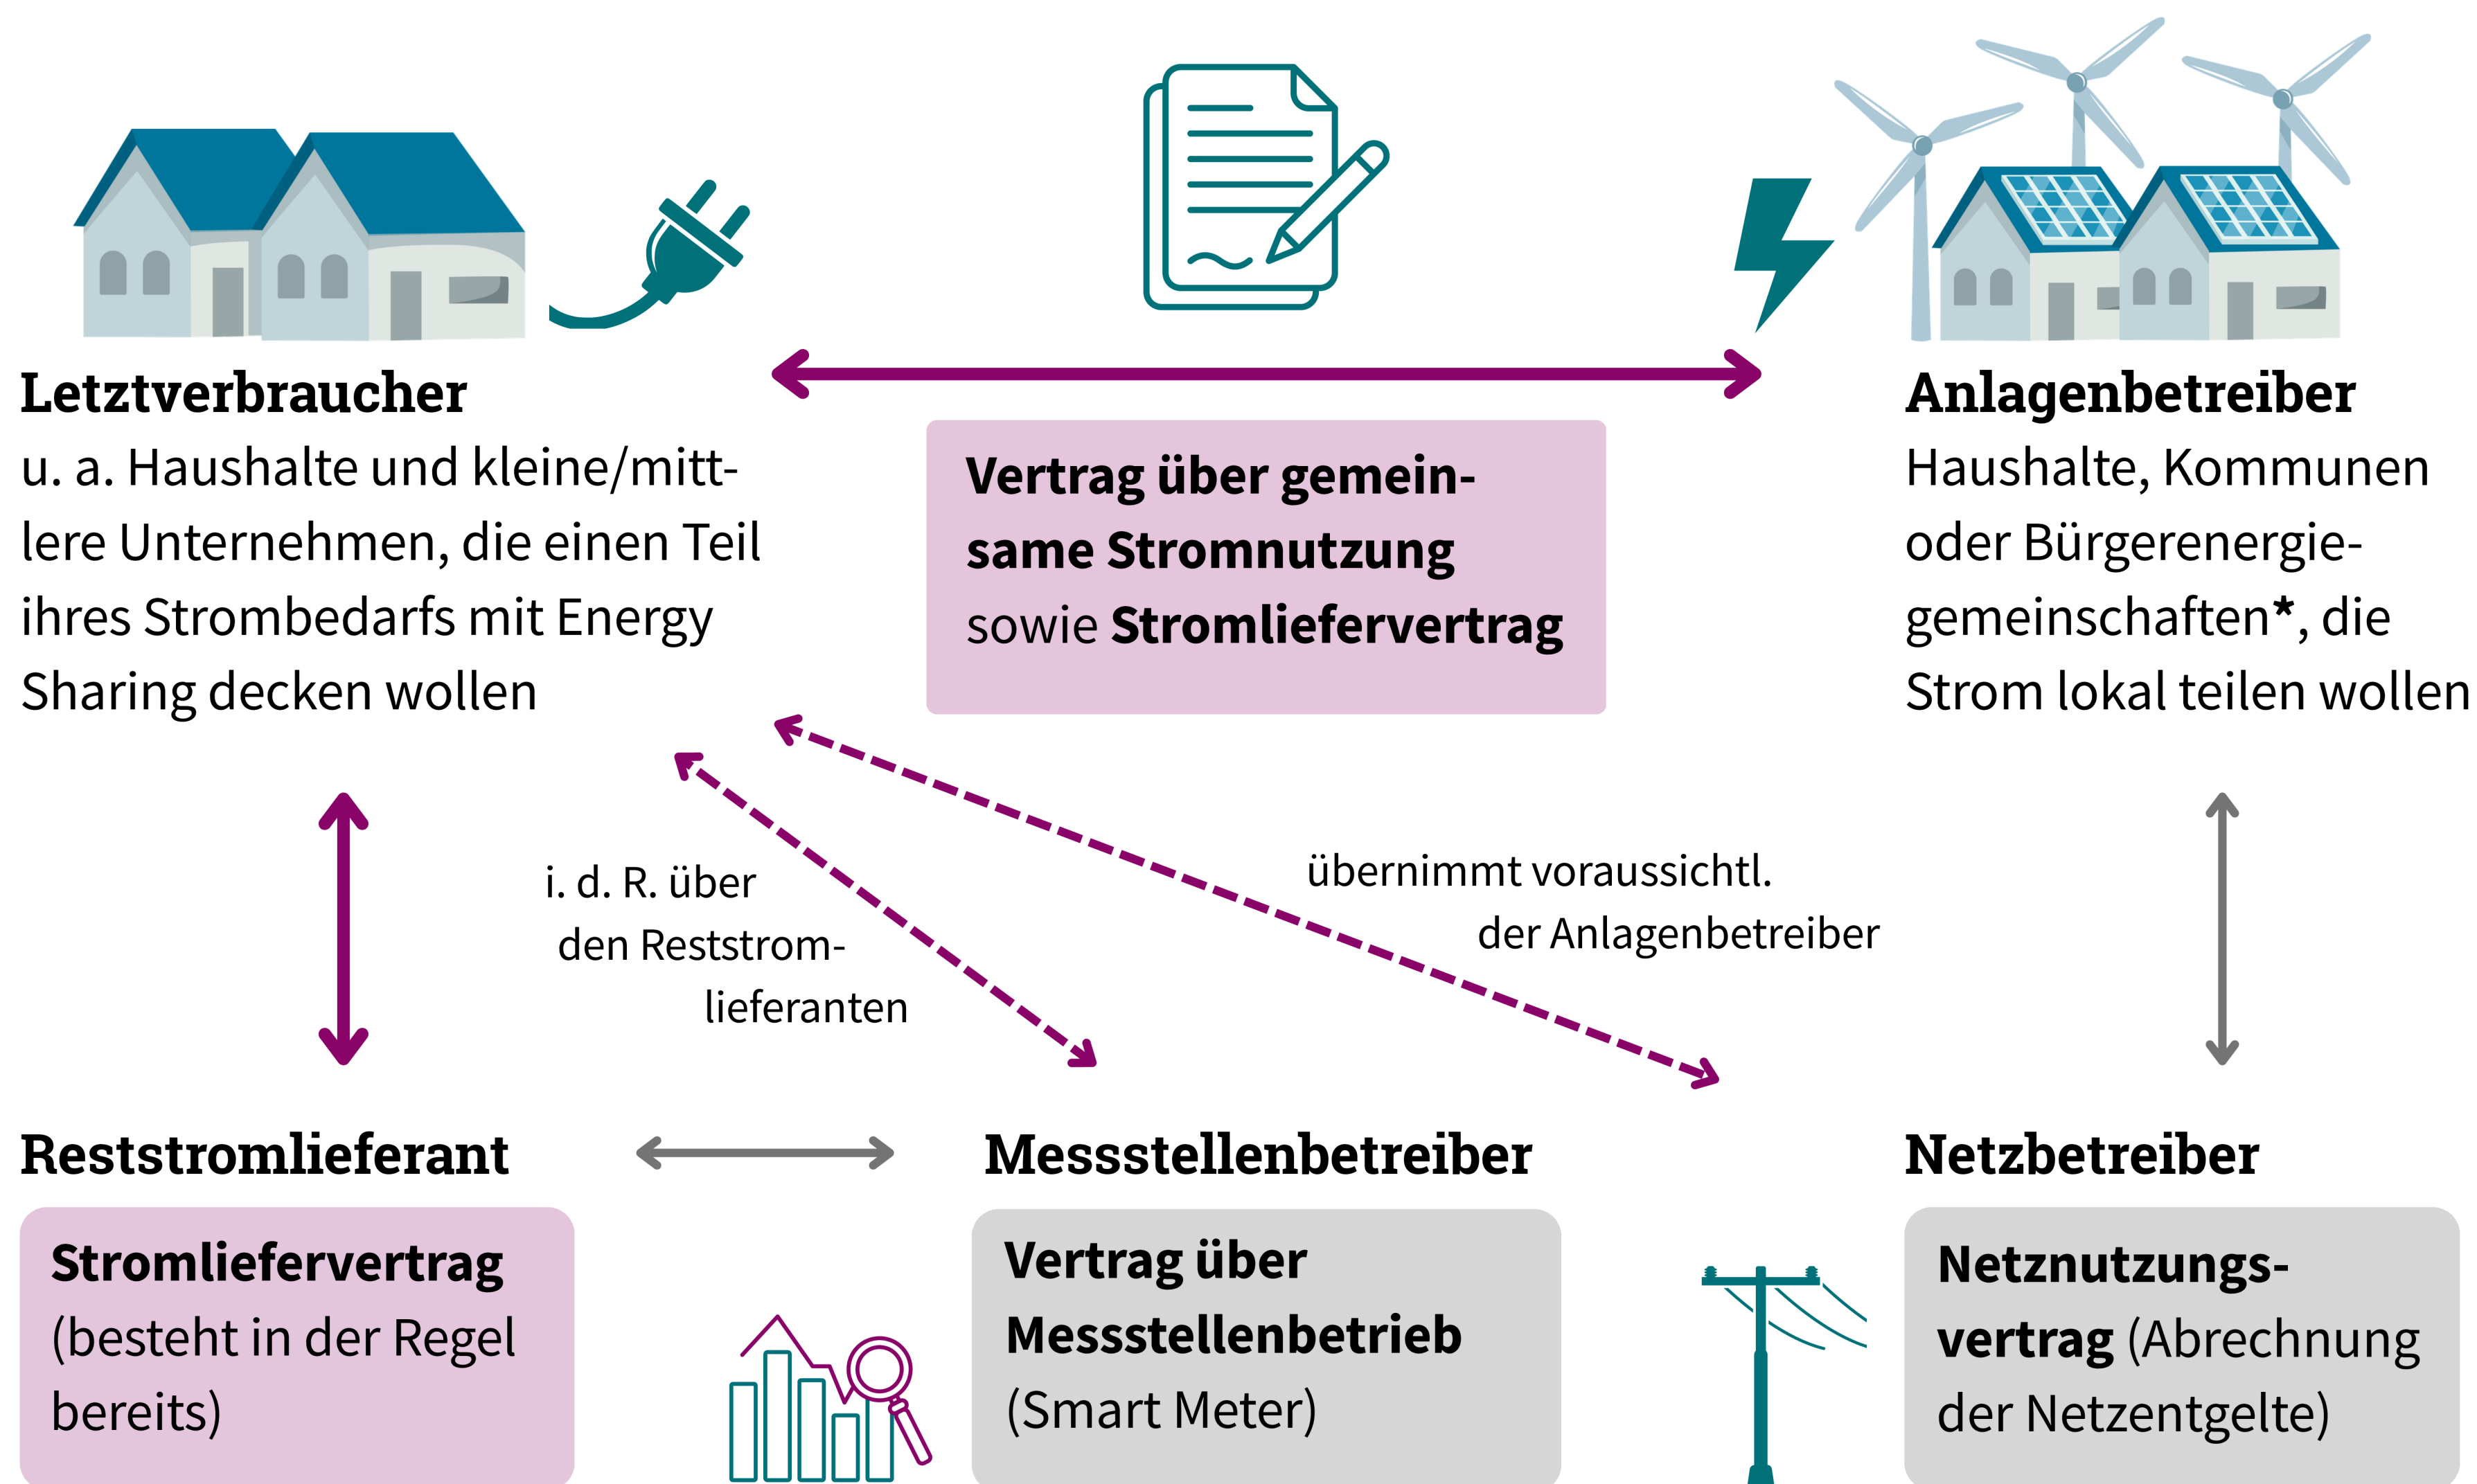 Letztverbraucher
u. a. Haushalte und kleine/mitt-
lere Unternehmen, die einen Teil
ihres Strombedarfs mit Energy
Sharing decken wollen
Vertrag über gemein-
same Stromnutzung
sowie Stromliefervertrag
Anlagenbetreiber
Haushalte, Kommunen
oder Bürgerenergie-
gemeinschaften*, die
Strom lokal teilen wollen
i. d. R. über
den Reststrom-
lieferanten
übernimmt voraussichtl.
der Anlagenbetreiber
Reststromlieferant
Stromliefervertrag
(besteht in der Regel
bereits)
Messstellenbetreiber
Vertrag über
Messstellenbetrieb
(Smart Meter)
Netzbetreiber
Netznutzungs-
vertrag (Abrechnung
der Netzentgelte)